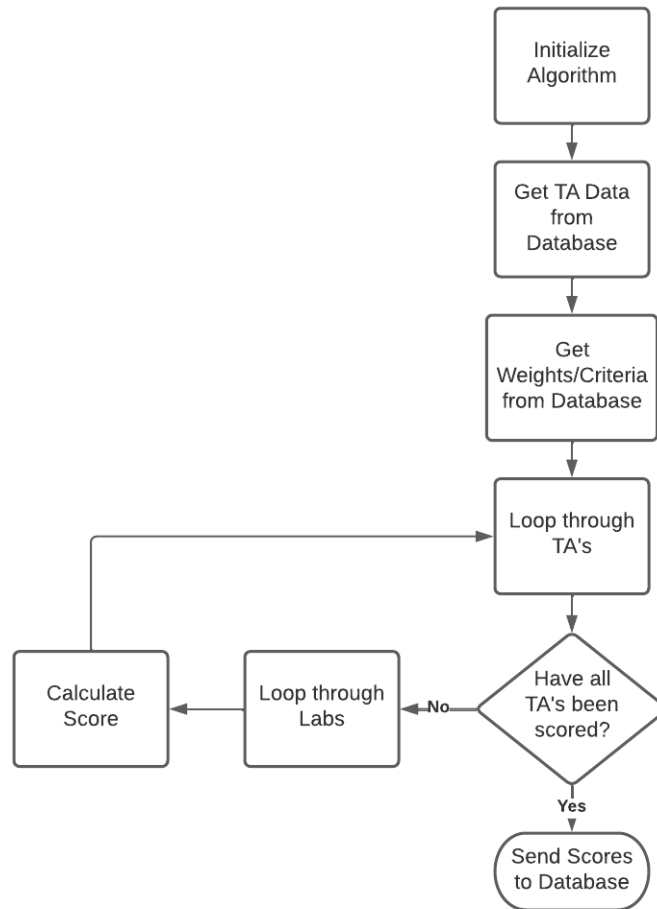 Initialize
Algorithm
Get TA Data
from
Database
Get
Weights/Criteria
from Database
Loop through
TA's
Have all
TA's been
scored?
No
Loop through
Labs
Calculate
Score
Yes
Send Scores
to Database